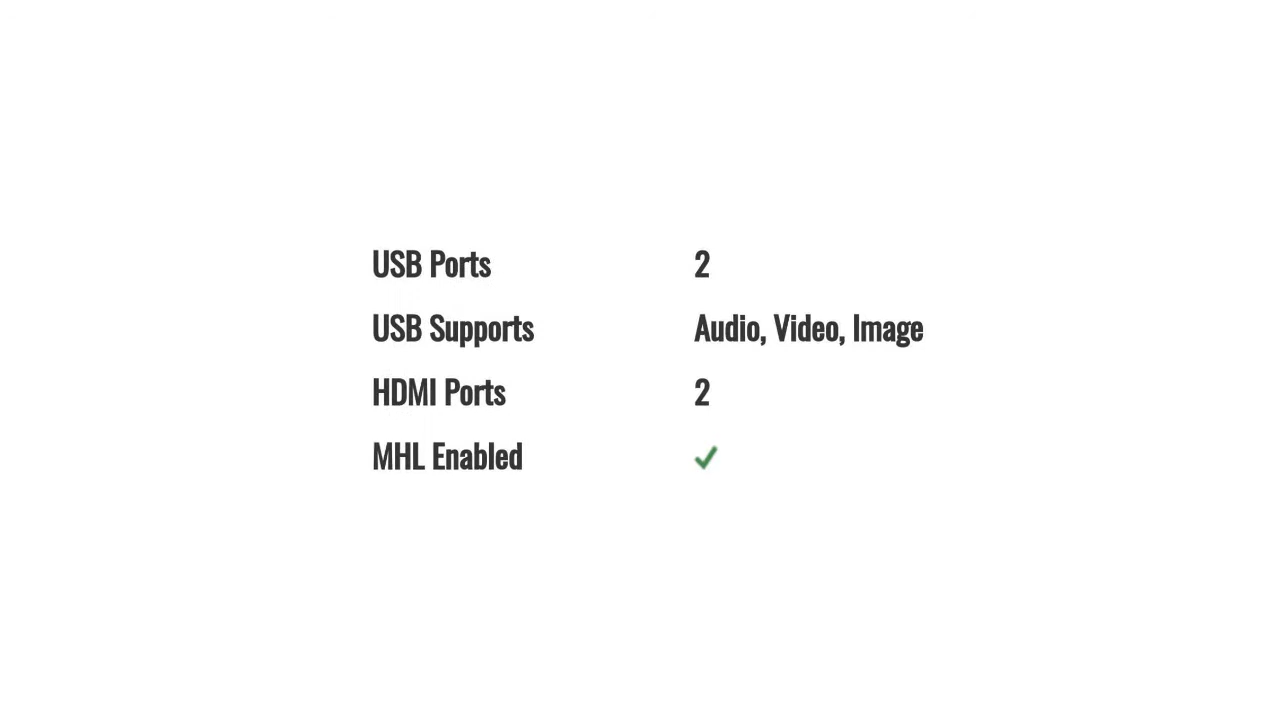 USB Ports 2
USB Supports Audio, Video, Image
HDMI Ports 2
MHL Enabled ✓